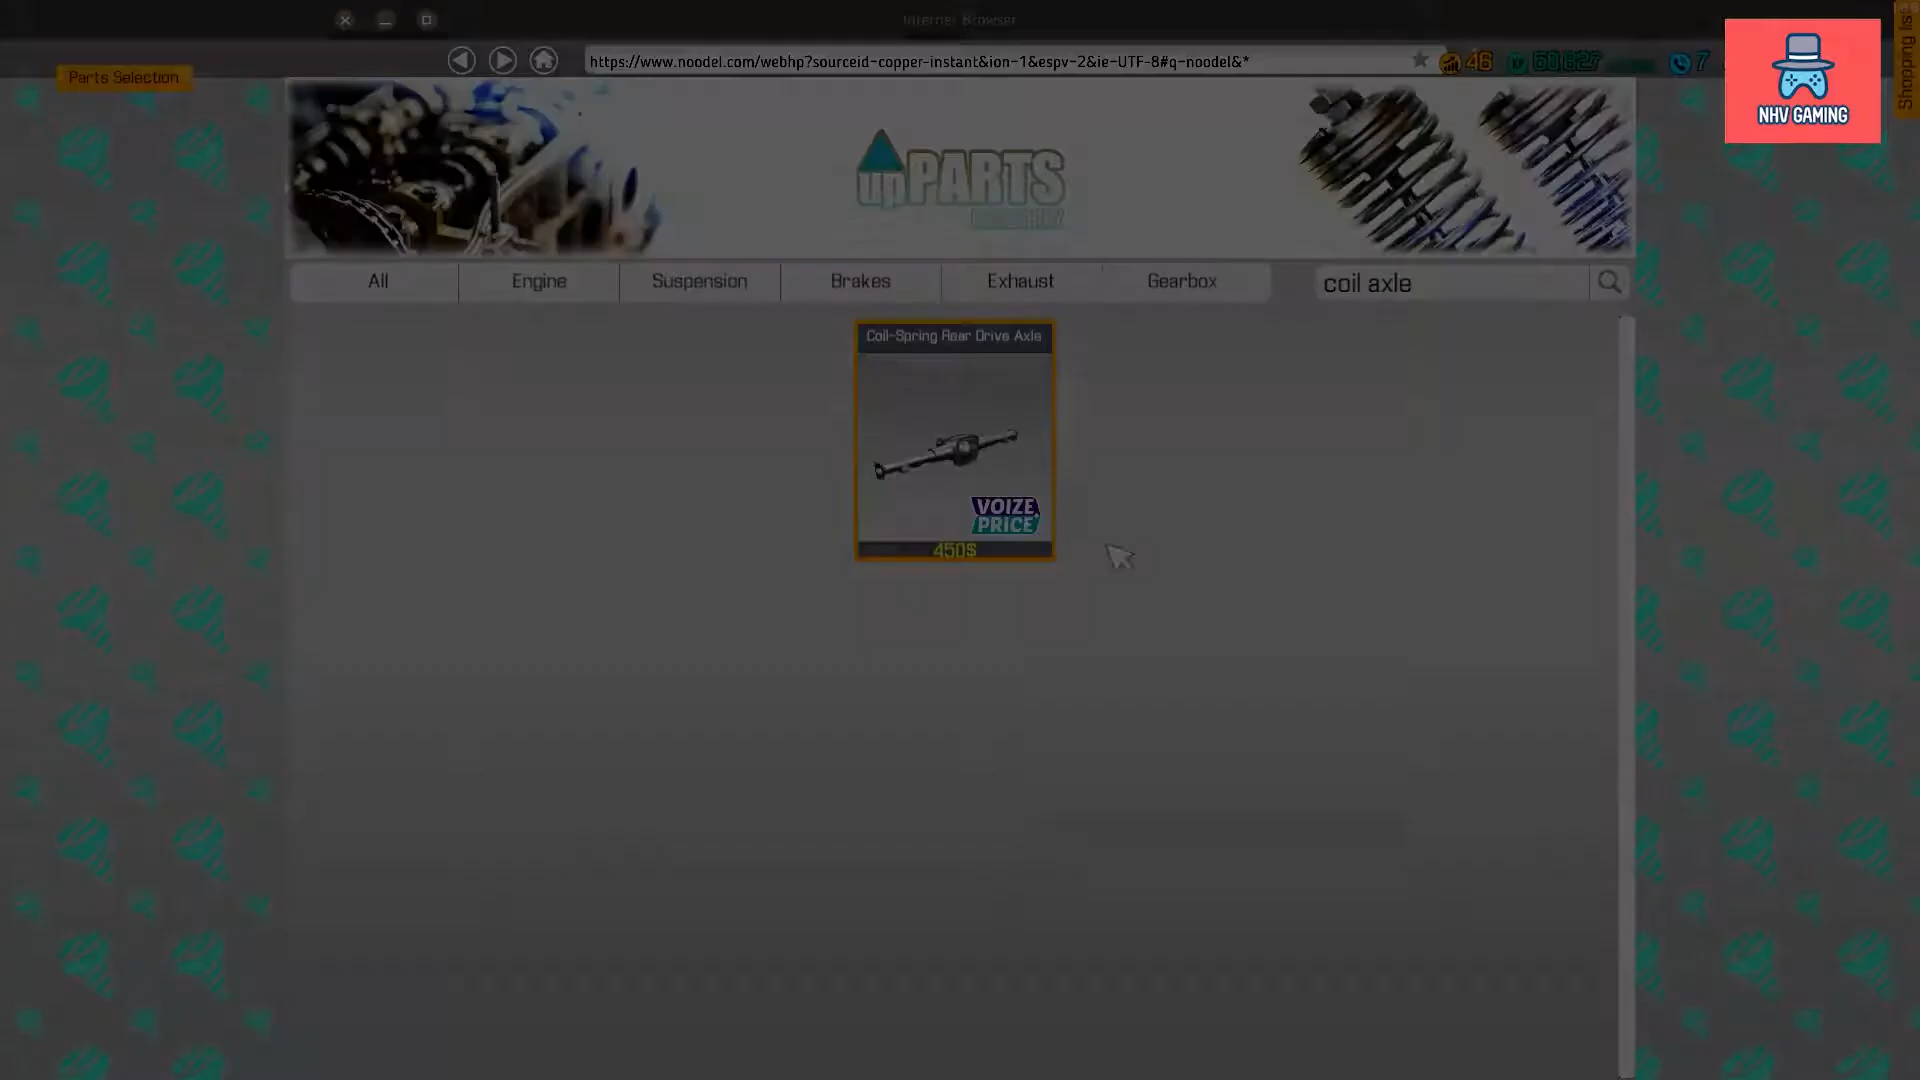 Internet Browser
Parts Selection
https://www.noodel.com/webhp?sourceid-copper-instant&ion-1&espv-2&ie-UTF-8#q-noodel&*
46
7
Shopping list
NHV GAMING
upPARTS
All
Engine
Suspension
Brakes
Exhaust
Gearbox
coil axle
Coil-Spring Rear Drive Axle
VOIZE
PRICE
450$